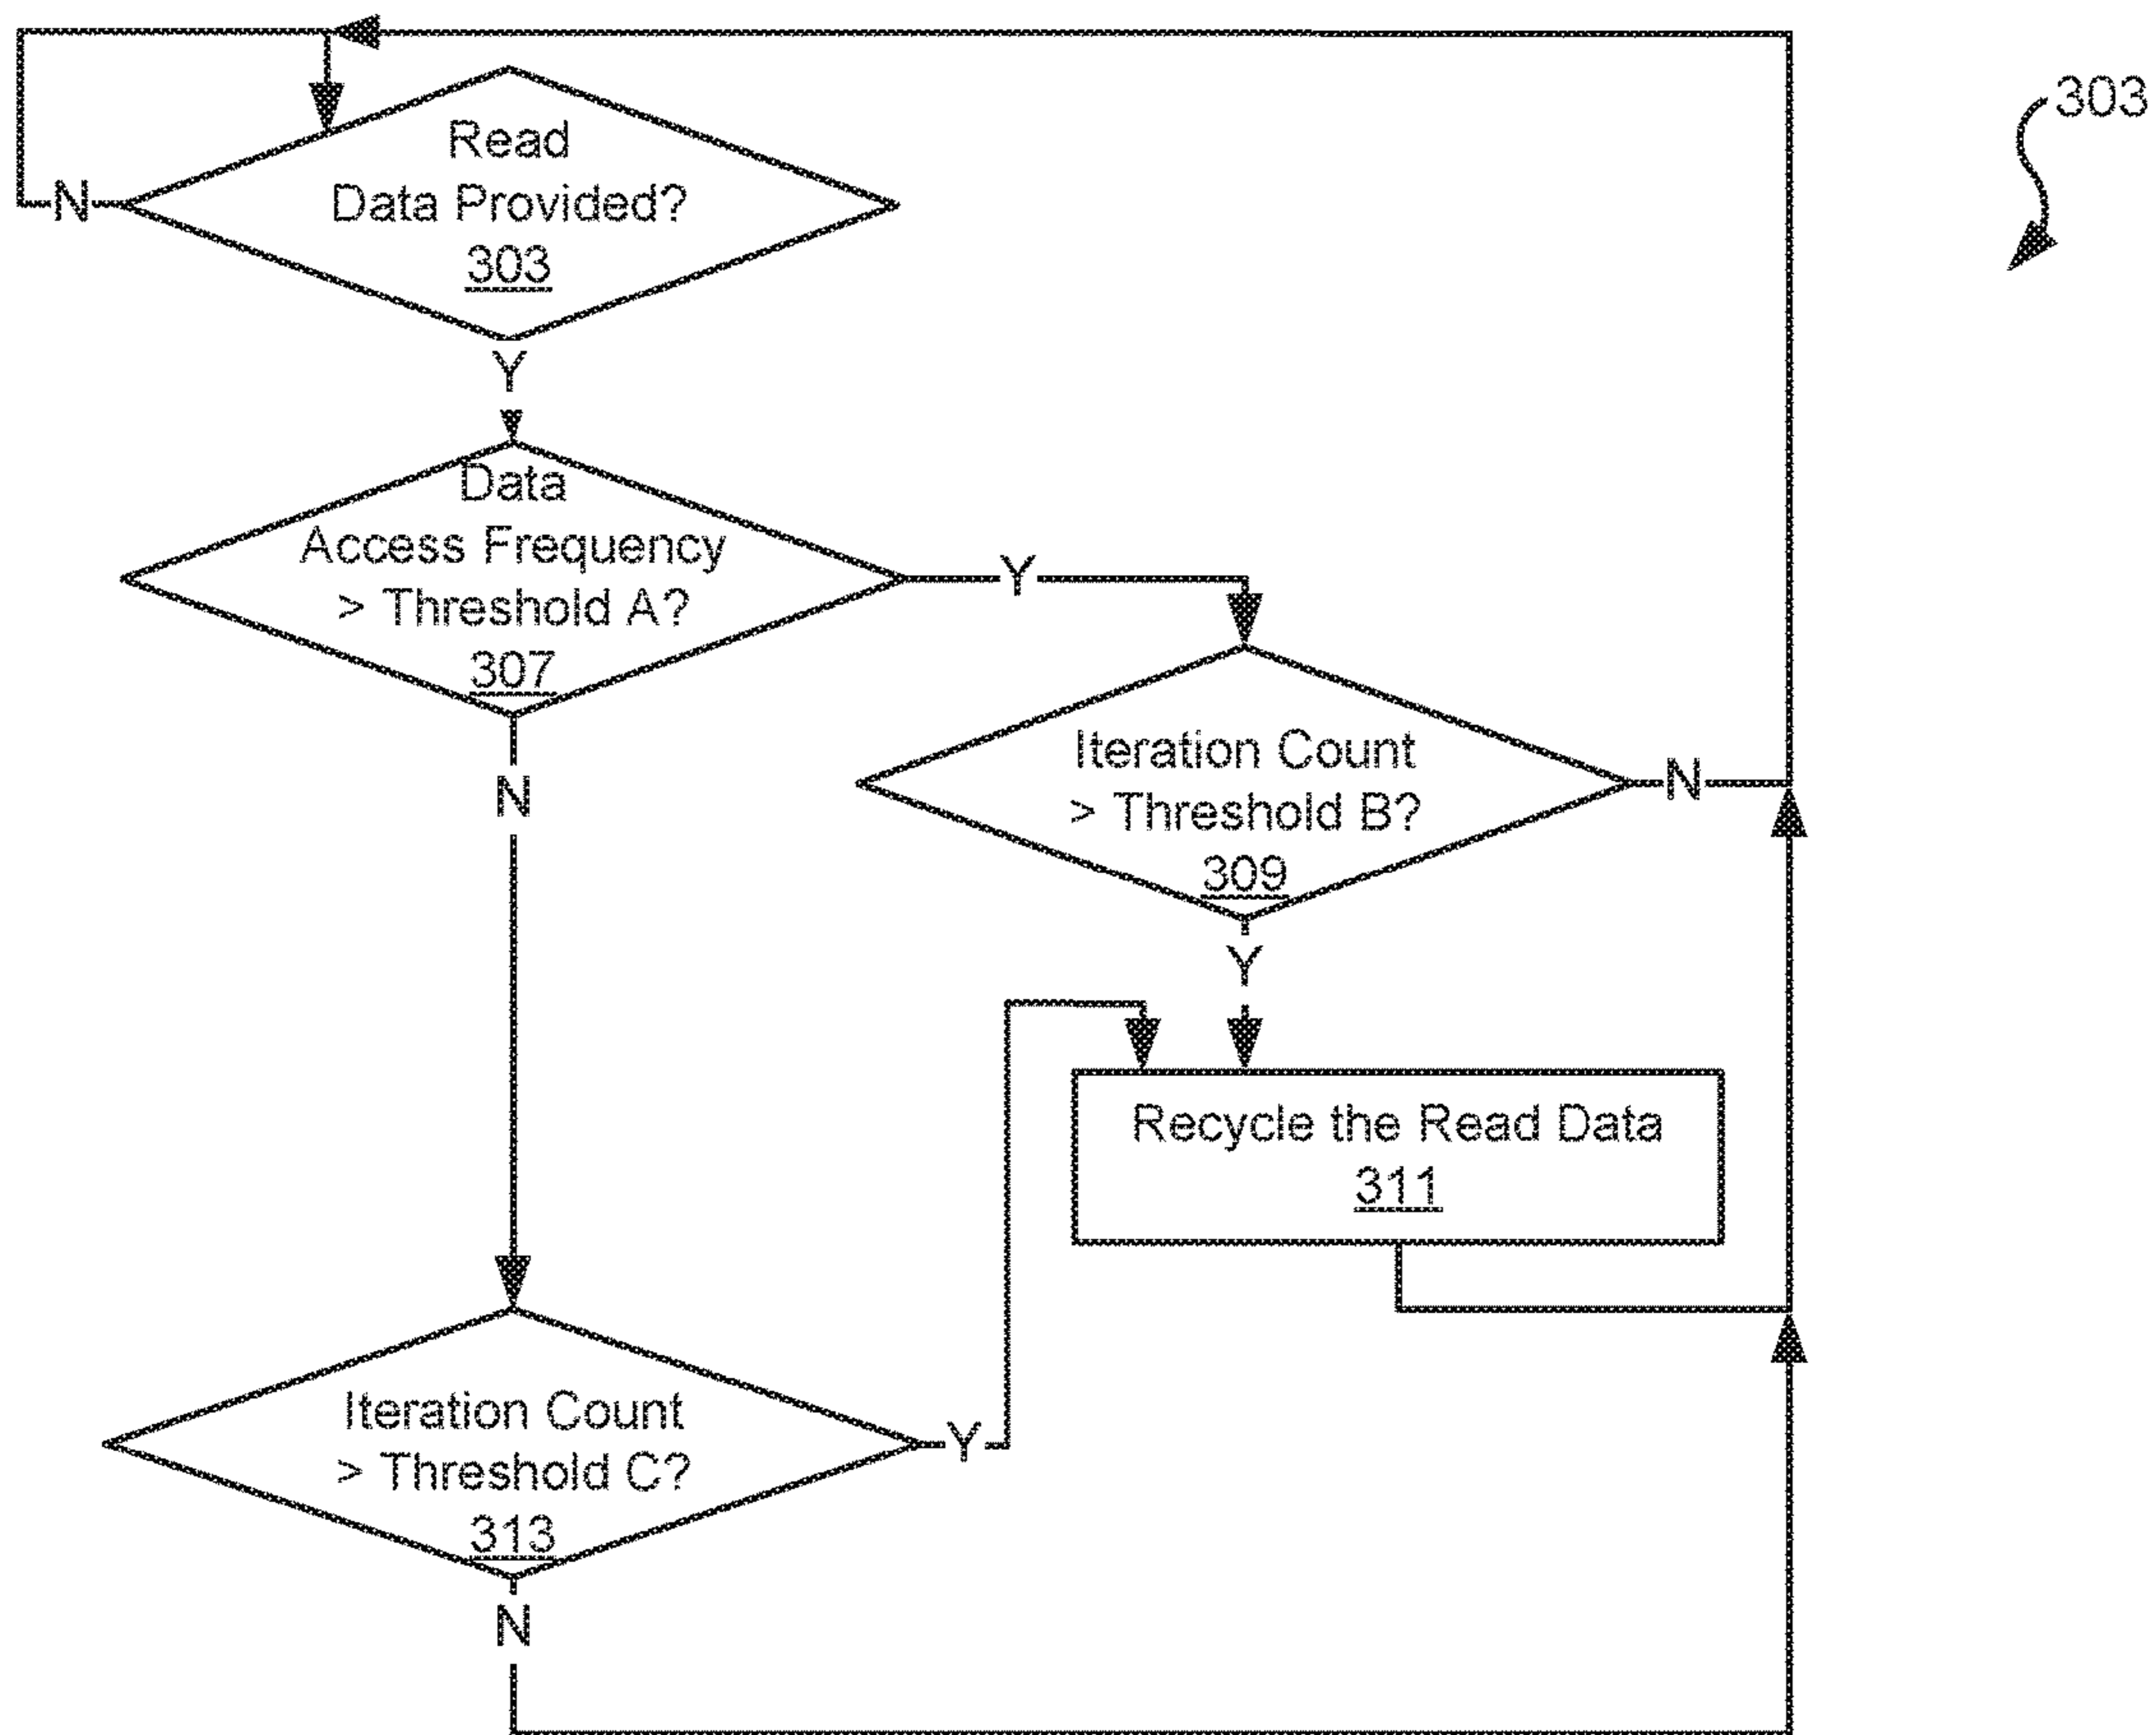 303
Read
Data Provided?
303
N
Y
Data
Access Frequency
> Threshold A?
307
Y
N
Iteration Count
> Threshold B?
309
N
Y
Recycle the Read Data
311
Iteration Count
> Threshold C?
313
Y
N